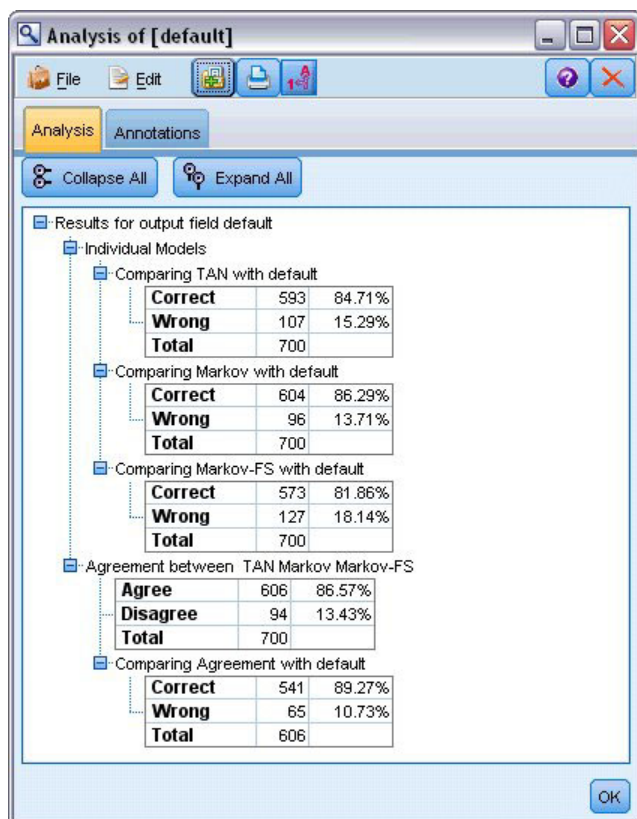 Analysis of [default]
File Edit
Analysis Annotations
Collapse All Expand All
Results for output field default
Individual Models
Comparing TAN with default
Correct 593 84.71%
Wrong 107 15.29%
Total 700
Comparing Markov with default
Correct 604 86.29%
Wrong 96 13.71%
Total 700
Comparing Markov-FS with default
Correct 573 81.86%
Wrong 127 18.14%
Total 700
Agreement between TAN Markov Markov-FS
Agree 606 86.57%
Disagree 94 13.43%
Total 700
Comparing Agreement with default
Correct 541 89.27%
Wrong 65 10.73%
Total 606
OK